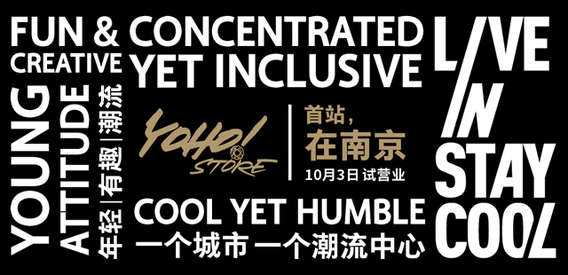 FUN &
CREATIVE
CONCENTRATED
YET INCLUSIVE
YOUNG
ATTITUDE
年轻|有趣|潮流
YOHO!
STORE
首站，
在南京
10月3日试营业
COOL YET HUMBLE
一个城市 一个潮流中心
LIVE
IN
STAY
COOL